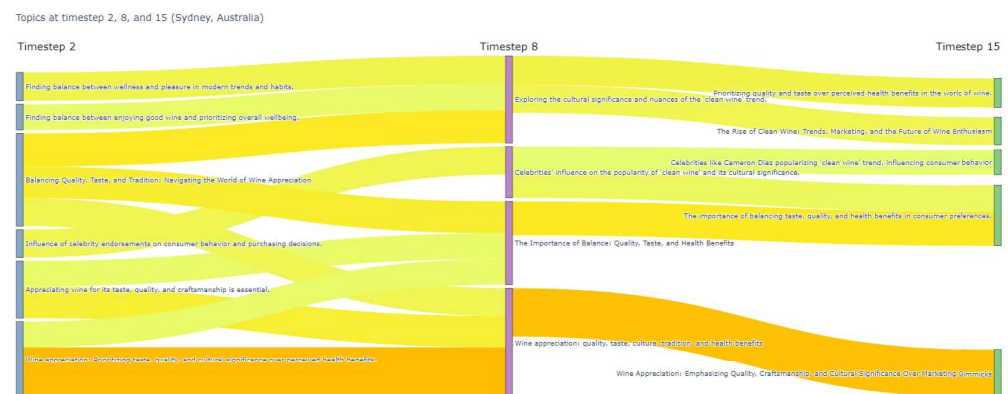 Topics at timestep 2, 8, and 15 (Sydney, Australia)
Timestep 2
Timestep 8
Timestep 15
Finding balance between wellness and pleasure in modern trends and habits.
Finding balance between enjoying good wine and prioritizing overall wellbeing.
Balancing Quality, Taste, and Tradition: Navigating the World of Wine Appreciation
Influence of celebrity endorsements on consumer behavior and purchasing decisions.
Appreciating wine for its taste, quality, and craftsmanship is essential.
Wine appreciation: Prioritizing taste, quality, and cultural significance over perceived health benefits.
Exploring the cultural significance and nuances of the 'clean wine' trend.
Celebrities' influence on the popularity of 'clean wine' and its cultural significance.
The Importance of Balance: Quality, Taste, and Health Benefits
Wine appreciation: quality, taste, culture, tradition, and health benefits
Prioritizing quality and taste over perceived health benefits in the world of wine.
The Rise of Clean Wine: Trends, Marketing, and the Future of Wine Enthusiasm
Celebrities like Cameron Diaz popularizing 'clean wine' trend, influencing consumer behavior
The importance of balancing taste, quality, and health benefits in consumer preferences.
Wine Appreciation: Emphasizing Quality, Craftsmanship, and Cultural Significance Over Marketing Gimmicks